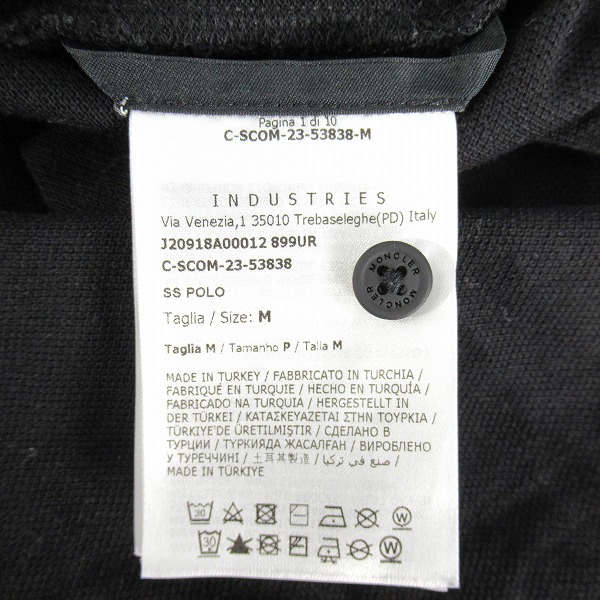 Pagina 1 di 10
C-SCOM-23-53838-M
INDUSTRIES
Via Venezia,1 35010 Trebaseleghe(PD) Italy
J20918A00012 899UR
C-SCOM-23-53838
SS POLO
Taglia / Size: M
Taglia M / Tamanho P / Talla M
MADE IN TURKEY / FABBRICATO IN TURCHIA /
FABRIQUÉ EN TURQUIE / HECHO EN TURQUÍA /
FABRICADO NA TURQUIA / HERGESTELLT IN
DER TÜRKEI / ΚΑΤΑΣΚΕΥΑΖΕΤΑΙ ΣΤΗΝ ΤΟΥΡΚΙΑ /
TÜRKIYE'DE ÜRETILMIŞTIR / СДЕЛАНО В
ТУРЦИИ / ТҮРКИЯДА ЖАСАЛҒАН / ВИРОБЛЕНО
У ТУРЕЧЧИНІ / 土耳其製造 / صنع في تركيا /
MADE IN TÜRKIYE
MONCLER
MONCLER
30
W
30
W